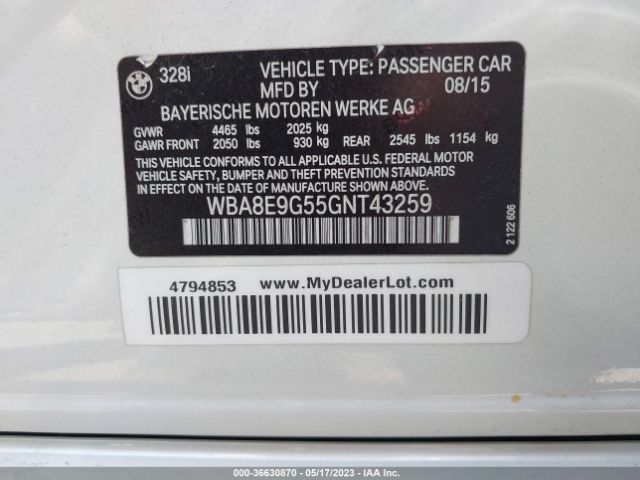 328i VEHICLE TYPE: PASSENGER CAR
MFD BY 08/15
BAYERISCHE MOTOREN WERKE AG
GVWR 4465 lbs 2025 kg
GAWR FRONT 2050 lbs 930 kg REAR 2545 lbs 1154 kg
THIS VEHICLE CONFORMS TO ALL APPLICABLE U.S. FEDERAL MOTOR
VEHICLE SAFETY, BUMPER AND THEFT PREVENTION STANDARDS IN
EFFECT ON THE DATE OF MANUFACTURE SHOWN ABOVE.
WBA8E9G55GNT43259
2 122 606
4794853 www.MyDealerLot.com
000-36630870 — 05/17/2023 — IAA Inc.